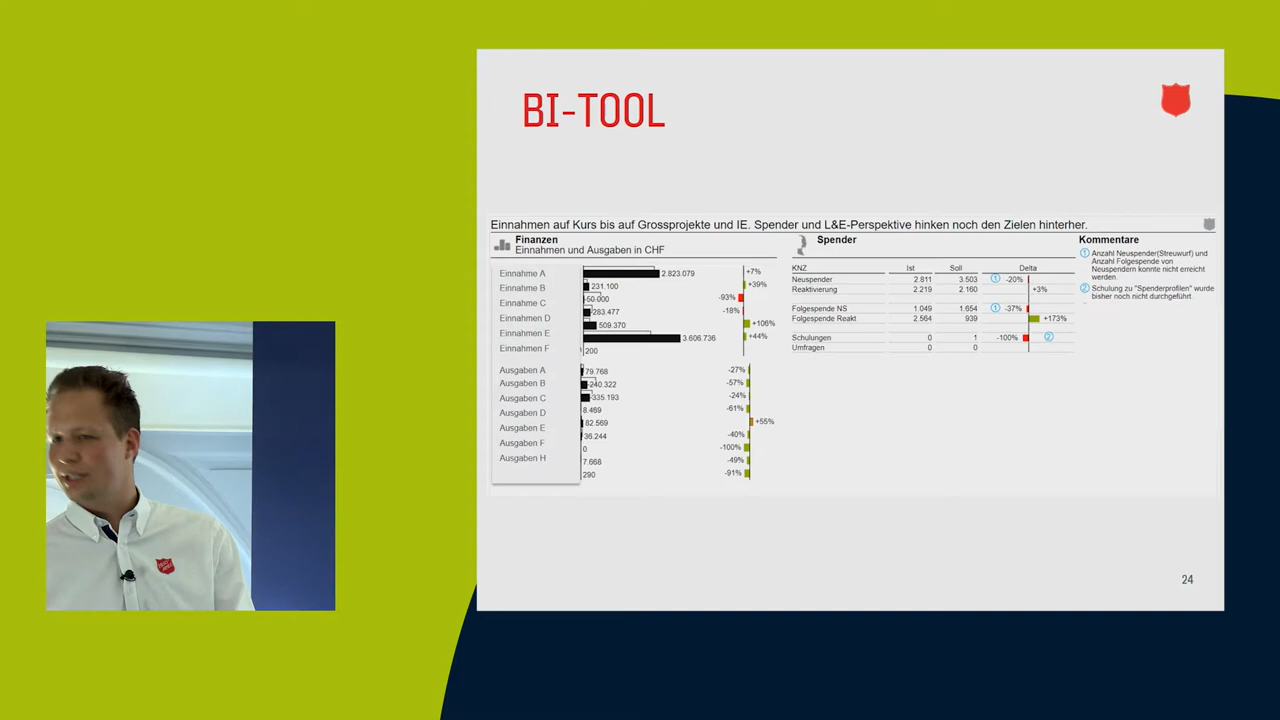 BI-TOOL
Einnahmen auf Kurs bis auf Grossprojekte und IE. Spender und L&E-Perspektive hinken noch den Zielen hinterher.
Finanzen
Einnahmen und Ausgaben in CHF
Einnahme A
Einnahme B
Einnahme C
Einnahmen D
Einnahmen E
Einnahmen F
2.823.079
231.100
50.000
283.477
509.370
3.606.736
200
+7%
+39%
-93%
-18%
+106%
+44%
Ausgaben A
Ausgaben B
Ausgaben C
Ausgaben D
Ausgaben E
Ausgaben F
Ausgaben H
79.768
240.322
335.193
8.469
82.569
36.244
0
7.668
290
-27%
-57%
-24%
-61%
+55%
-40%
-100%
-49%
-91%
Spender
KNZ Ist Soll Delta
Neuspender 2.811 3.503 1 -20%
Reaktivierung 2.219 2.160 +3%
Folgespende NS 1.049 1.654 1 -37%
Folgespende Reakt 2.564 939 +173%
Schulungen 0 1 -100% 2
Umfragen 0 0
Kommentare
1 Anzahl Neuspender(Streuwurf) und
Anzahl Folgespende von
Neuspendern konnte nicht erreicht
werden.
2 Schulung zu "Spenderprofilen" wurde
bisher noch nicht durchgeführt
24